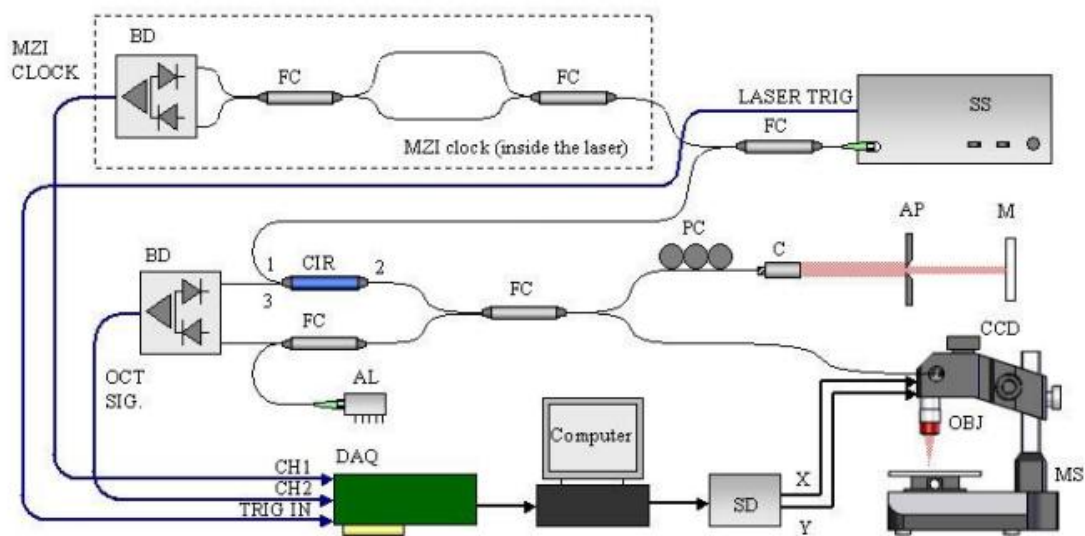 MZI
CLOCK
BD
FC
FC
MZI clock (inside the laser)
LASER TRIG
FC
SS
BD
1
CIR
2
3
FC
FC
PC
C
AP
M
AL
OCT
SIG.
CCD
OBJ
MS
CH1
CH2
TRIG IN
DAQ
Computer
SD
X
Y